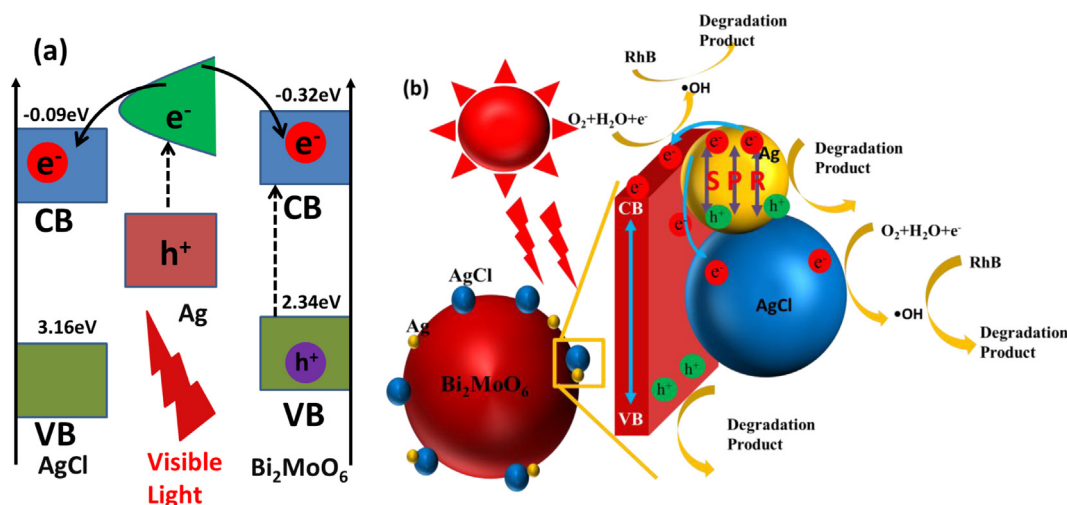 (a)
-0.09eV
e⁻
-0.32eV
e⁻
e⁻
CB
CB
h⁺
AgCl
Ag
3.16eV
2.34eV
h⁺
VB
VB
AgCl
Visible
Light
Bi₂MoO₆
(b)
Degradation
Product
RhB
•OH
O₂+H₂O+e⁻
e⁻
e⁻
e⁻
Ag
e⁻
S P R
h⁺
h⁺
CB
e⁻
Degradation
Product
O₂+H₂O+e⁻
e⁻
e⁻
RhB
AgCl
AgCl
•OH
Ag
Bi₂MoO₆
Degradation
Product
h⁺
h⁺
VB
Degradation
Product